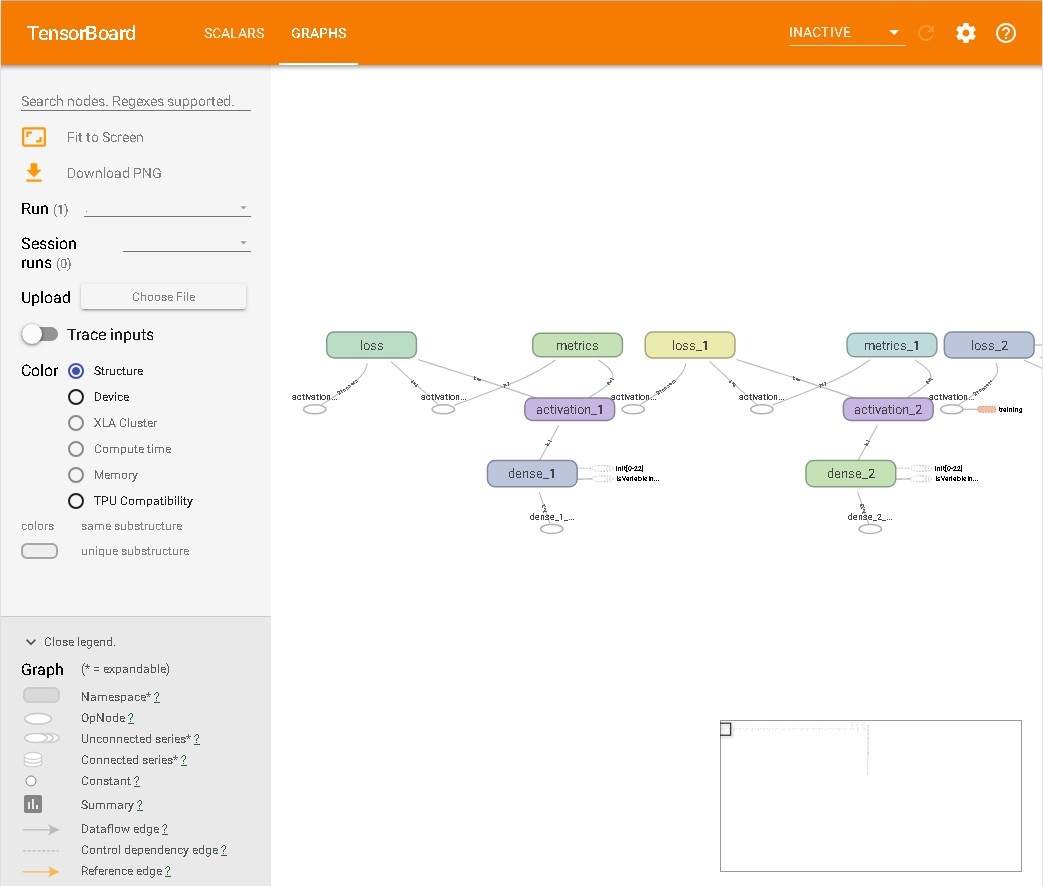 TensorBoard
SCALARS
GRAPHS
INACTIVE
Search nodes. Regexes supported.
Fit to Screen
Download PNG
Run (1)
.
Session
runs (0)
Upload
Choose File
Trace inputs
Color
Structure
Device
XLA Cluster
Compute time
Memory
TPU Compatibility
colors
same substructure
unique substructure
Close legend.
Graph
(* = expandable)
Namespace* ?
OpNode ?
Unconnected series* ?
Connected series* ?
Constant ?
Summary ?
Dataflow edge ?
Control dependency edge ?
Reference edge ?
loss
metrics
loss_1
metrics_1
loss_2
activation...
activation...
activation_1
activation...
activation...
activation_2
activation...
training
dense_1
Init[0-22]
IsVariableIn...
dense_2
Init[0-22]
IsVariableIn...
dense_1_...
dense_2_...